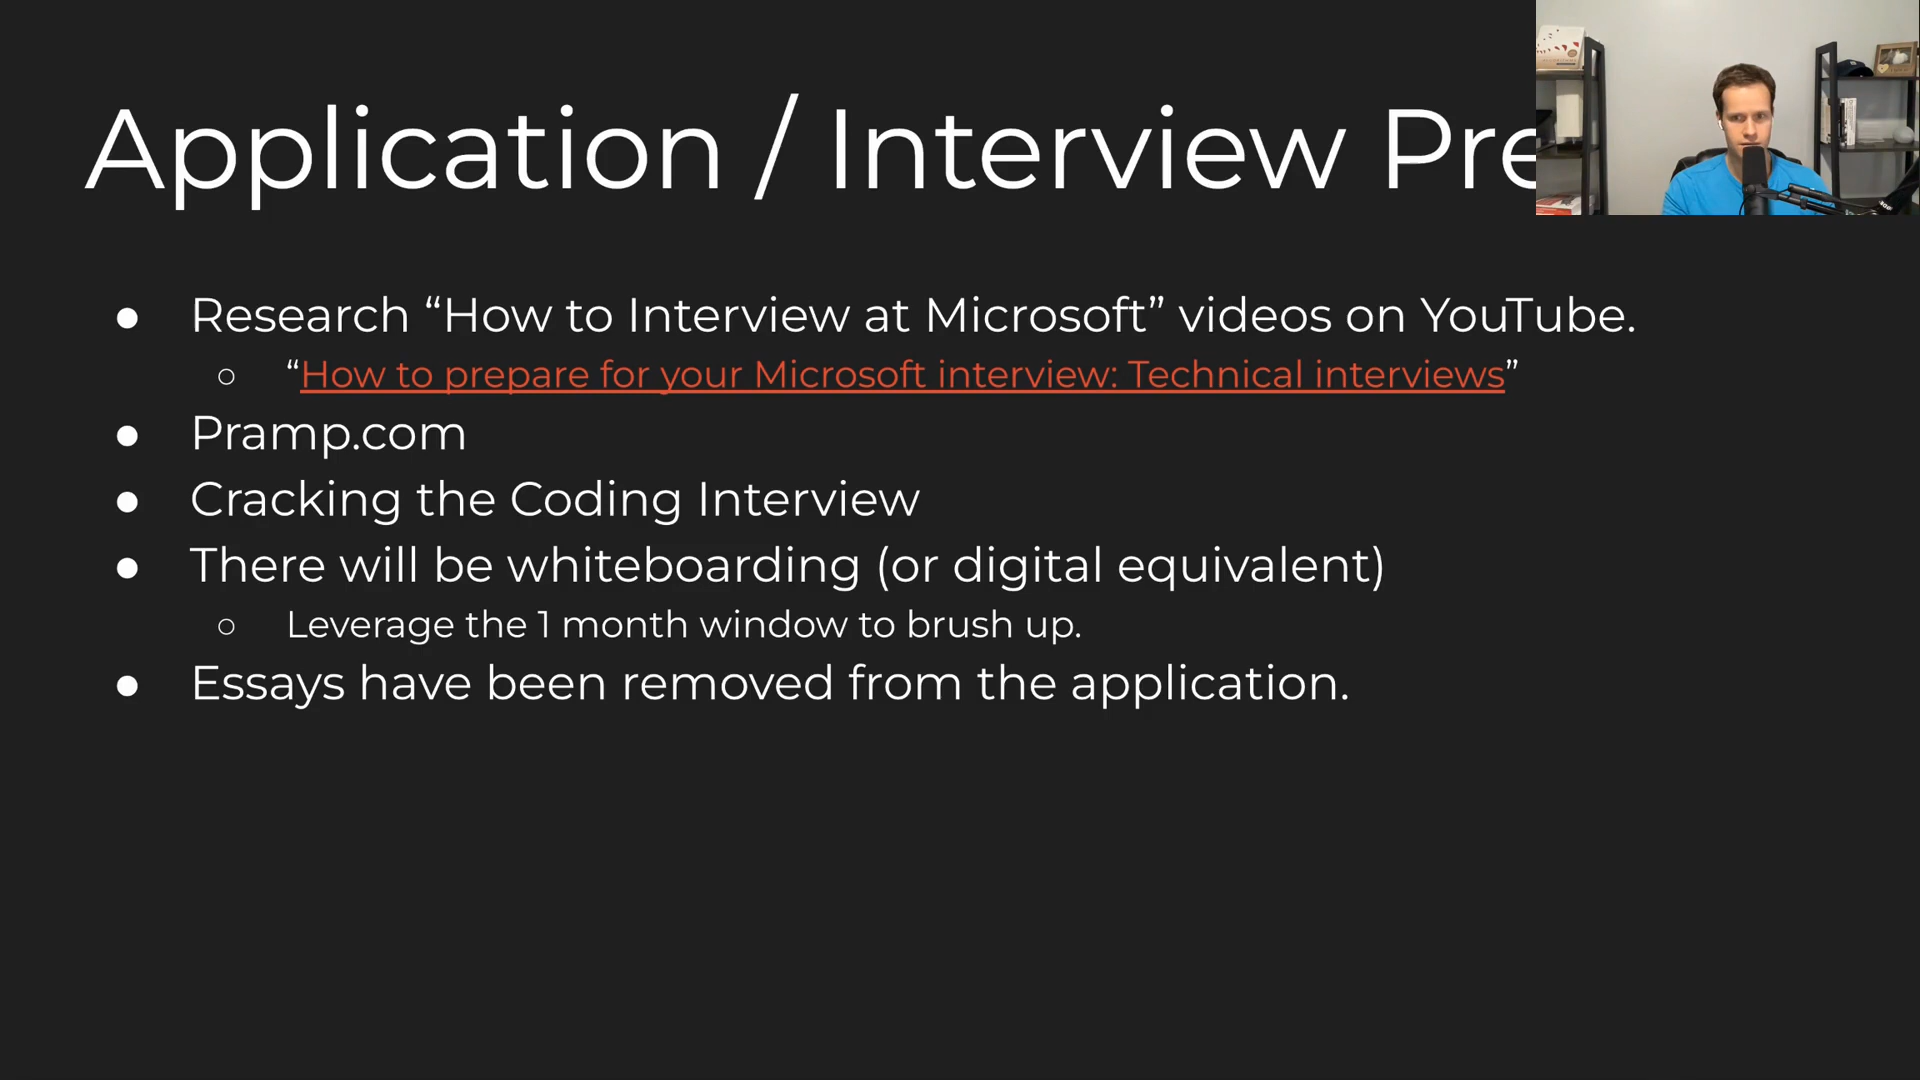 Application / Interview Pre
● Research “How to Interview at Microsoft” videos on YouTube.
○ “How to prepare for your Microsoft interview: Technical interviews”
● Pramp.com
● Cracking the Coding Interview
● There will be whiteboarding (or digital equivalent)
○ Leverage the 1 month window to brush up.
● Essays have been removed from the application.